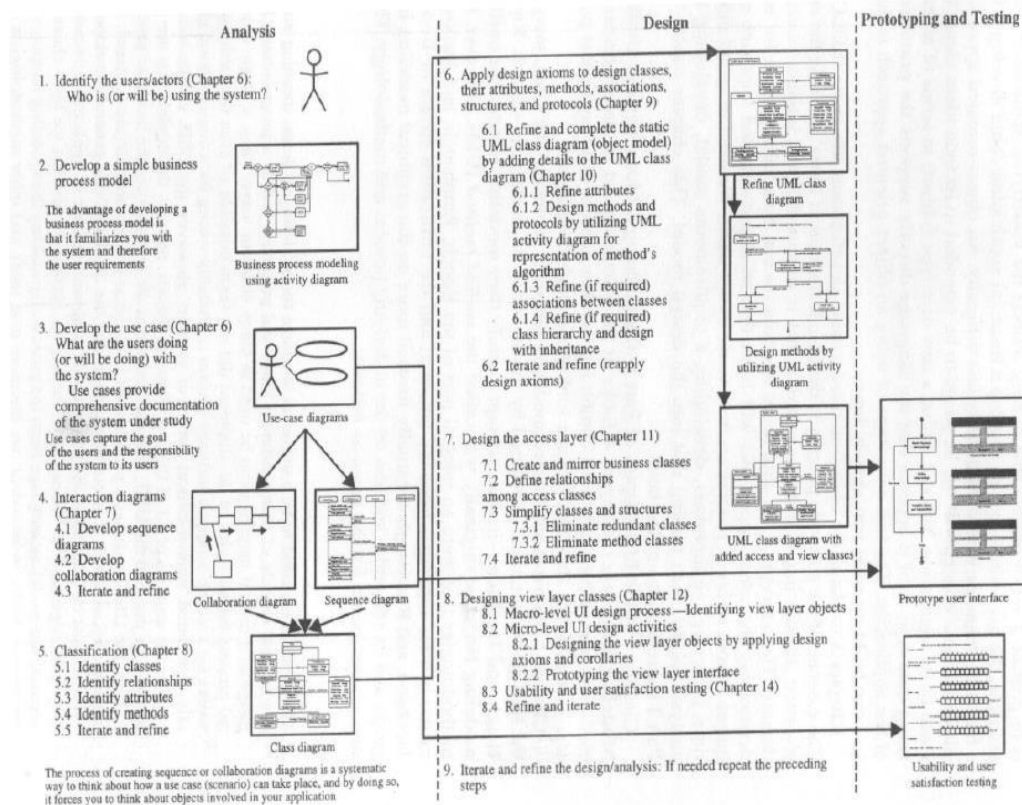 Analysis
1. Identify the users/actors (Chapter 6):
Who is (or will be) using the system?
2. Develop a simple business
process model
The advantage of developing a
business process model is
that it familiarizes you with
the system and therefore
the user requirements
Business process modeling
using activity diagram
3. Develop the use case (Chapter 6)
What are the users doing
(or will be doing) with
the system?
Use cases provide
comprehensive documentation
of the system under study
Use cases capture the goal
of the users and the responsibility
of the system to its users
Use-case diagrams
4. Interaction diagrams
(Chapter 7)
4.1 Develop sequence
diagrams
4.2 Develop
collaboration diagrams
4.3 Iterate and refine
Collaboration diagram
Sequence diagram
5. Classification (Chapter 8)
5.1 Identify classes
5.2 Identify relationships
5.3 Identify attributes
5.4 Identify methods
5.5 Iterate and refine
Class diagram
The process of creating sequence or collaboration diagrams is a systematic
way to think about how a use case (scenario) can take place, and by doing so,
it forces you to think about objects involved in your application
Design
6. Apply design axioms to design classes,
their attributes, methods, associations,
structures, and protocols (Chapter 9)
6.1 Refine and complete the static
UML class diagram (object model)
by adding details to the UML class
diagram (Chapter 10)
6.1.1 Refine attributes
6.1.2 Design methods and
protocols by utilizing UML
activity diagram for
representation of method's
algorithm
6.1.3 Refine (if required)
associations between classes
6.1.4 Refine (if required)
class hierarchy and design
with inheritance
6.2 Iterate and refine (reapply
design axioms)
Refine UML class
diagram
Design methods by
utilizing UML activity
diagram
7. Design the access layer (Chapter 11)
7.1 Create and mirror business classes
7.2 Define relationships
among access classes
7.3 Simplify classes and structures
7.3.1 Eliminate redundant classes
7.3.2 Eliminate method classes
7.4 Iterate and refine
UML class diagram with
added access and view classes
8. Designing view layer classes (Chapter 12)
8.1 Macro-level UI design process—Identifying view layer objects
8.2 Micro-level UI design activities
8.2.1 Designing the view layer objects by applying design
axioms and corollaries
8.2.2 Prototyping the view layer interface
8.3 Usability and user satisfaction testing (Chapter 14)
8.4 Refine and iterate
9. Iterate and refine the design/analysis: If needed repeat the preceding
steps
Prototyping and Testing
Prototype user interface
Usability and user
satisfaction testing